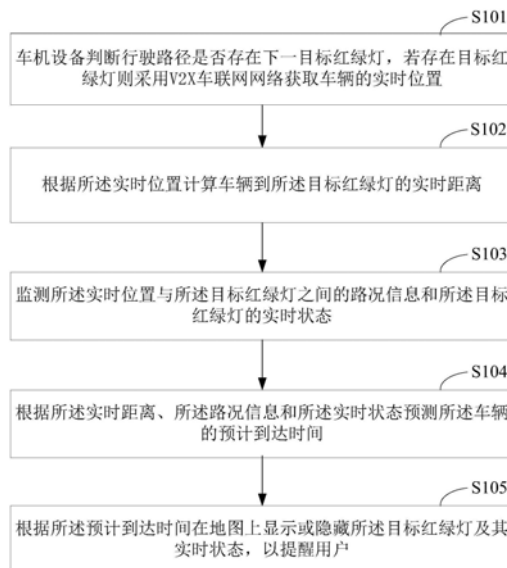 S101
车机设备判断行驶路径是否存在下一目标红绿灯，若存在目标红
绿灯则采用V2X车联网网络获取车辆的实时位置
S102
根据所述实时位置计算车辆到所述目标红绿灯的实时距离
S103
监测所述实时位置与所述目标红绿灯之间的路况信息和所述目标
红绿灯的实时状态
S104
根据所述实时距离、所述路况信息和所述实时状态预测所述车辆
的预计到达时间
S105
根据所述预计到达时间在地图上显示或隐藏所述目标红绿灯及其
实时状态，以提醒用户